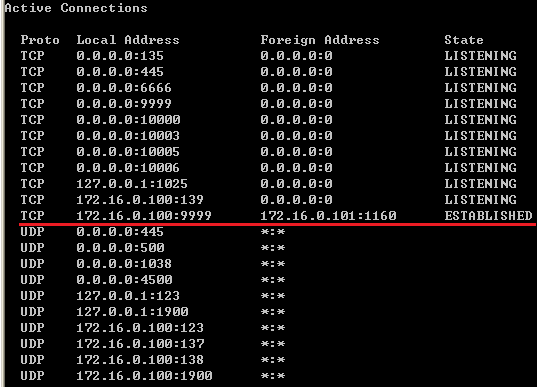 Active Connections
Proto Local Address Foreign Address State
TCP 0.0.0.0:135 0.0.0.0:0 LISTENING
TCP 0.0.0.0:445 0.0.0.0:0 LISTENING
TCP 0.0.0.0:6666 0.0.0.0:0 LISTENING
TCP 0.0.0.0:9999 0.0.0.0:0 LISTENING
TCP 0.0.0.0:10000 0.0.0.0:0 LISTENING
TCP 0.0.0.0:10003 0.0.0.0:0 LISTENING
TCP 0.0.0.0:10005 0.0.0.0:0 LISTENING
TCP 0.0.0.0:10006 0.0.0.0:0 LISTENING
TCP 127.0.0.1:1025 0.0.0.0:0 LISTENING
TCP 172.16.0.100:139 0.0.0.0:0 LISTENING
TCP 172.16.0.100:9999 172.16.0.101:1160 ESTABLISHED
UDP 0.0.0.0:445 *:*
UDP 0.0.0.0:500 *:*
UDP 0.0.0.0:1038 *:*
UDP 0.0.0.0:4500 *:*
UDP 127.0.0.1:123 *:*
UDP 127.0.0.1:1900 *:*
UDP 172.16.0.100:123 *:*
UDP 172.16.0.100:137 *:*
UDP 172.16.0.100:138 *:*
UDP 172.16.0.100:1900 *:*